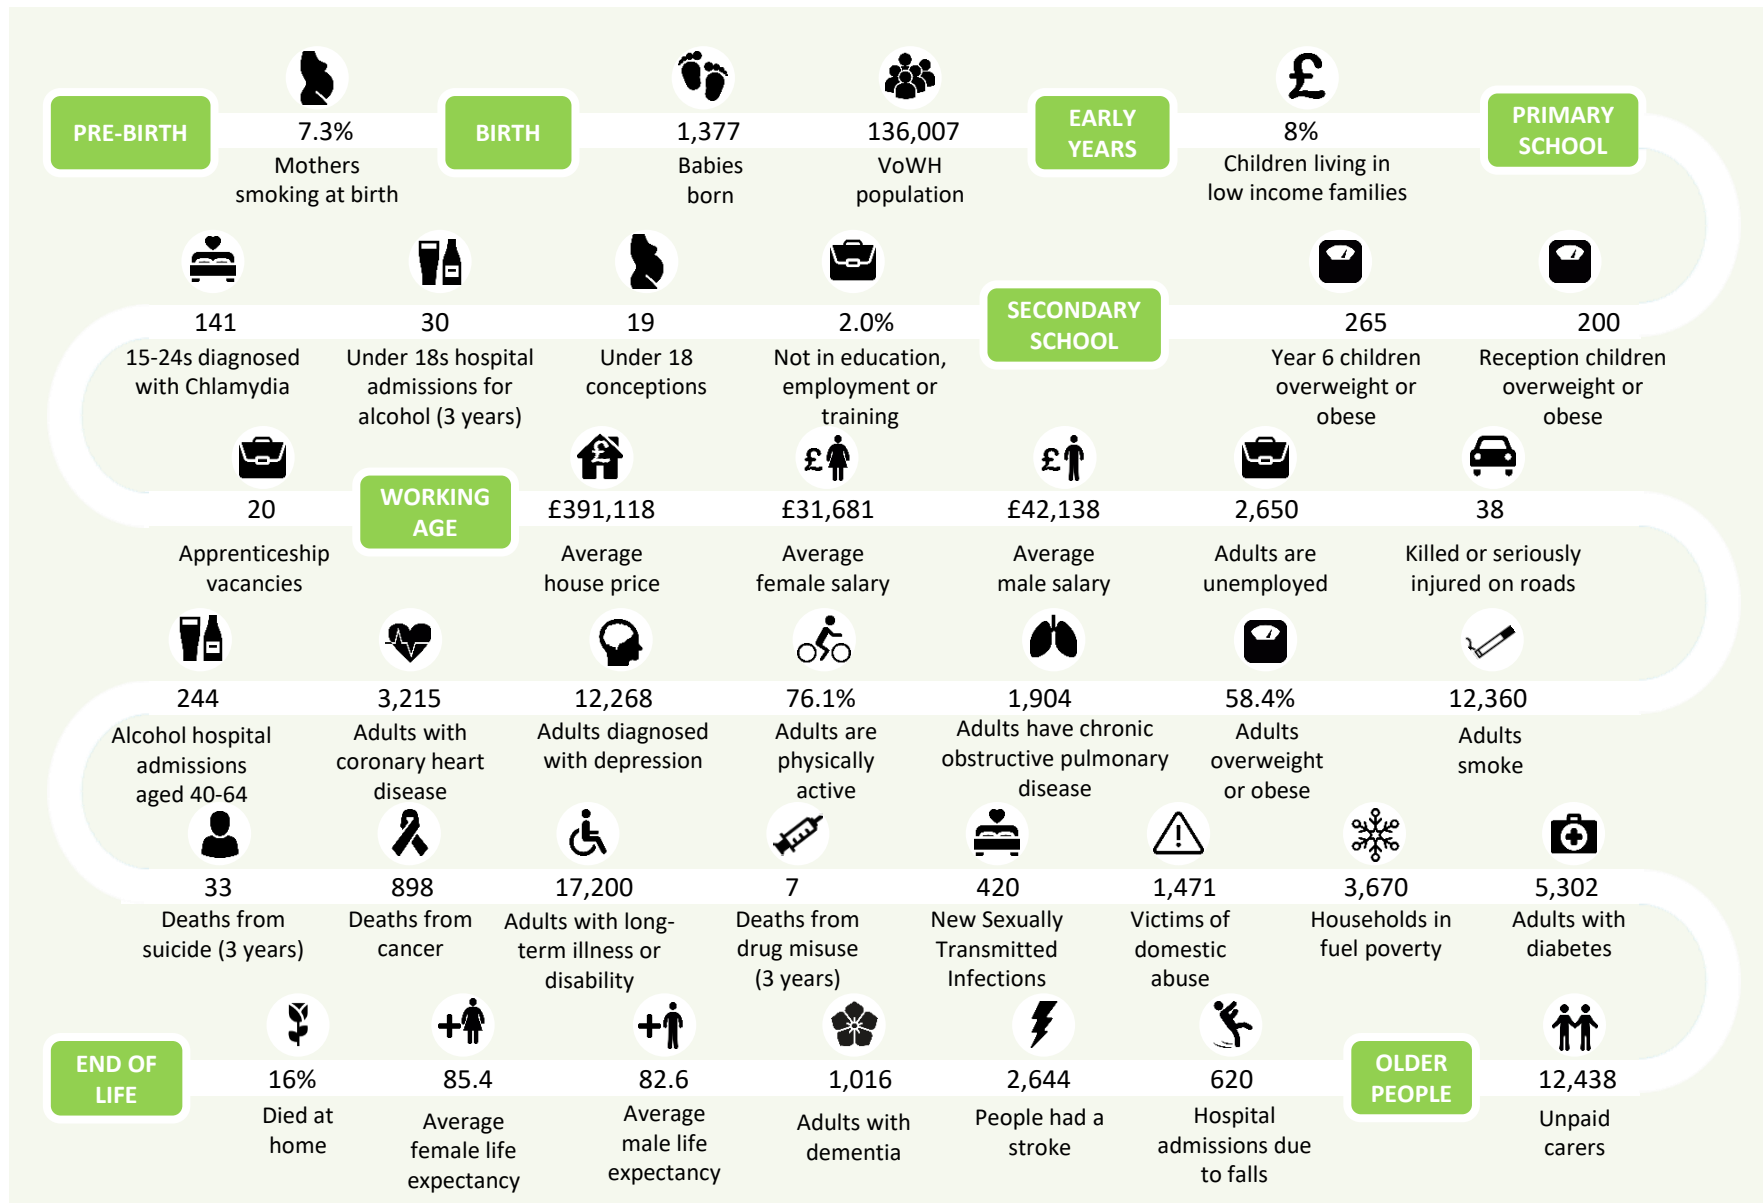 PRE-BIRTH
7.3%
Mothers
smoking at birth
BIRTH
1,377
Babies
born
136,007
VoWH
population
EARLY
YEARS
£
8%
Children living in
low income families
PRIMARY
SCHOOL
200
Reception children
overweight or
obese
265
Year 6 children
overweight or
obese
SECONDARY
SCHOOL
2.0%
Not in education,
employment or
training
19
Under 18
conceptions
30
Under 18s hospital
admissions for
alcohol (3 years)
141
15-24s diagnosed
with Chlamydia
20
Apprenticeship
vacancies
WORKING
AGE
£
£391,118
Average
house price
£
£31,681
Average
female salary
£
£42,138
Average
male salary
2,650
Adults are
unemployed
38
Killed or seriously
injured on roads
12,360
Adults
smoke
58.4%
Adults
overweight
or obese
1,904
Adults have chronic
obstructive pulmonary
disease
76.1%
Adults are
physically
active
12,268
Adults diagnosed
with depression
3,215
Adults with
coronary heart
disease
244
Alcohol hospital
admissions
aged 40-64
33
Deaths from
suicide (3 years)
898
Deaths from
cancer
17,200
Adults with long-
term illness or
disability
7
Deaths from
drug misuse
(3 years)
420
New Sexually
Transmitted
Infections
1,471
Victims of
domestic
abuse
3,670
Households in
fuel poverty
5,302
Adults with
diabetes
12,438
Unpaid
carers
OLDER
PEOPLE
620
Hospital
admissions due
to falls
2,644
People had a
stroke
1,016
Adults with
dementia
+
82.6
Average
male life
expectancy
+
85.4
Average
female life
expectancy
16%
Died at
home
END OF
LIFE